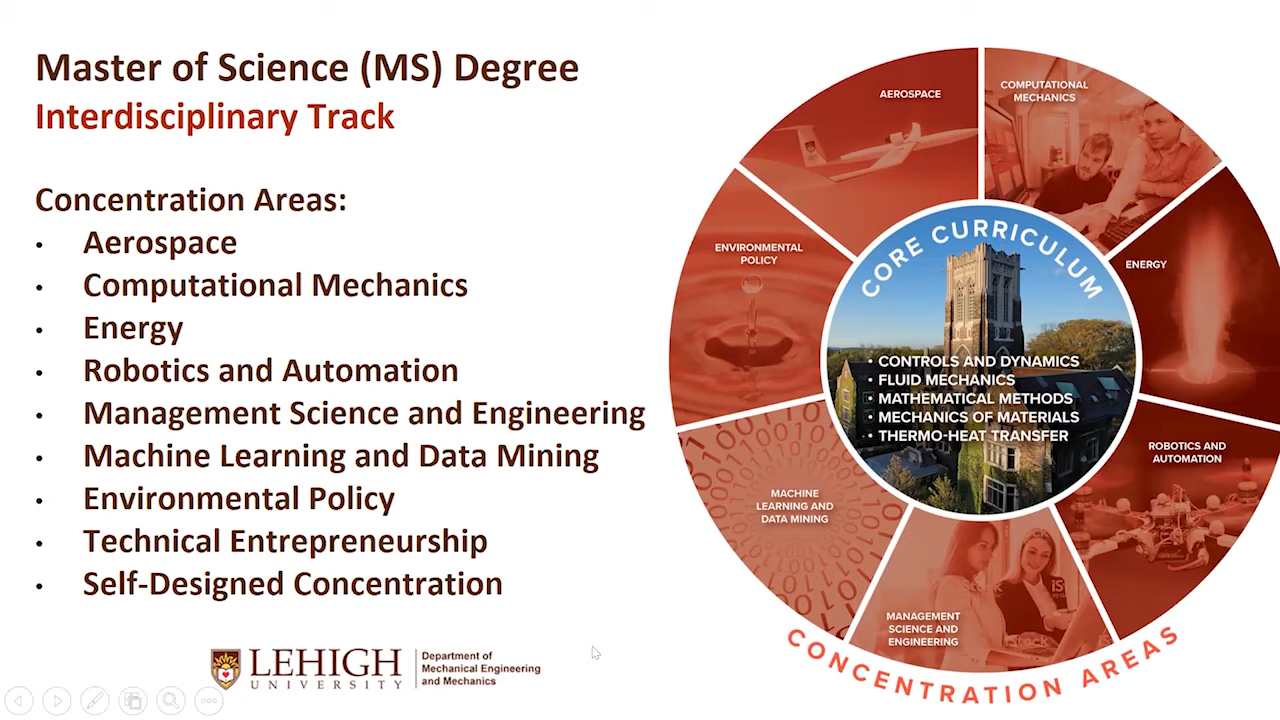 Master of Science (MS) Degree
Interdisciplinary Track
Concentration Areas:
• Aerospace
• Computational Mechanics
• Energy
• Robotics and Automation
• Management Science and Engineering
• Machine Learning and Data Mining
• Environmental Policy
• Technical Entrepreneurship
• Self-Designed Concentration
LEHIGH
UNIVERSITY
Department of
Mechanical Engineering
and Mechanics
AEROSPACE
COMPUTATIONAL
MECHANICS
ENVIRONMENTAL
POLICY
ENERGY
CORE CURRICULUM
• CONTROLS AND DYNAMICS
• FLUID MECHANICS
• MATHEMATICAL METHODS
• MECHANICS OF MATERIALS
• THERMO-HEAT TRANSFER
ROBOTICS AND
AUTOMATION
MACHINE
LEARNING AND
DATA MINING
MANAGEMENT
SCIENCE AND
ENGINEERING
iStock
CONCENTRATION AREAS